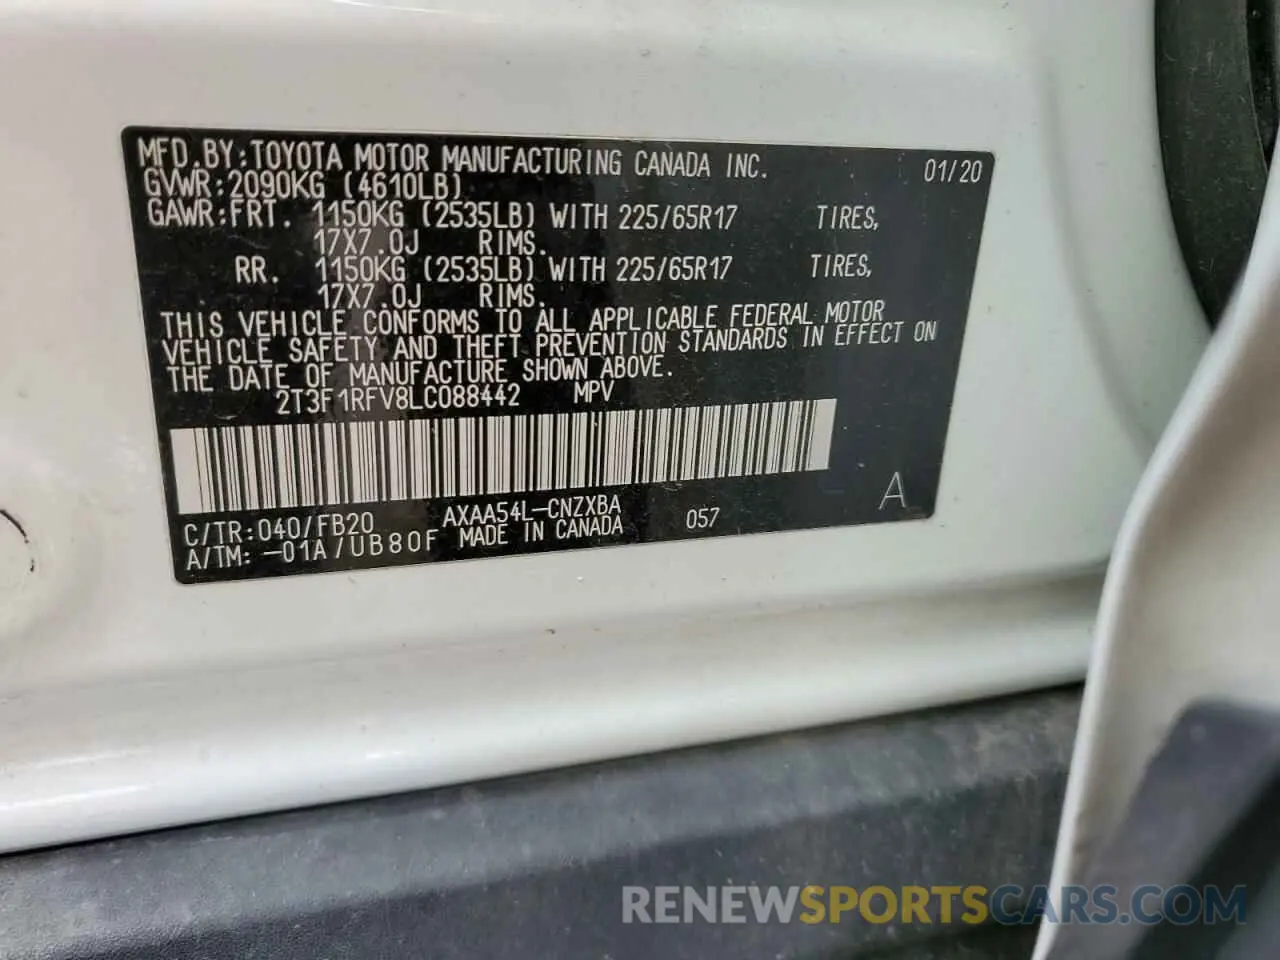 MFD.BY:TOYOTA MOTOR MANUFACTURING CANADA INC. 01/20
GVWR:2090KG (4610LB)
GAWR:FRT. 1150KG (2535LB) WITH 225/65R17 TIRES,
17X7.0J RIMS.
RR. 1150KG (2535LB) WITH 225/65R17 TIRES,
17X7.0J RIMS.
THIS VEHICLE CONFORMS TO ALL APPLICABLE FEDERAL MOTOR
VEHICLE SAFETY AND THEFT PREVENTION STANDARDS IN EFFECT ON
THE DATE OF MANUFACTURE SHOWN ABOVE.
2T3F1RFV8LC088442 MPV
A
C/TR:040/FB20 AXAA54L-CNZXBA 057
A/TM:-01A/UB80F MADE IN CANADA
RENEWSPORTSCARS.COM